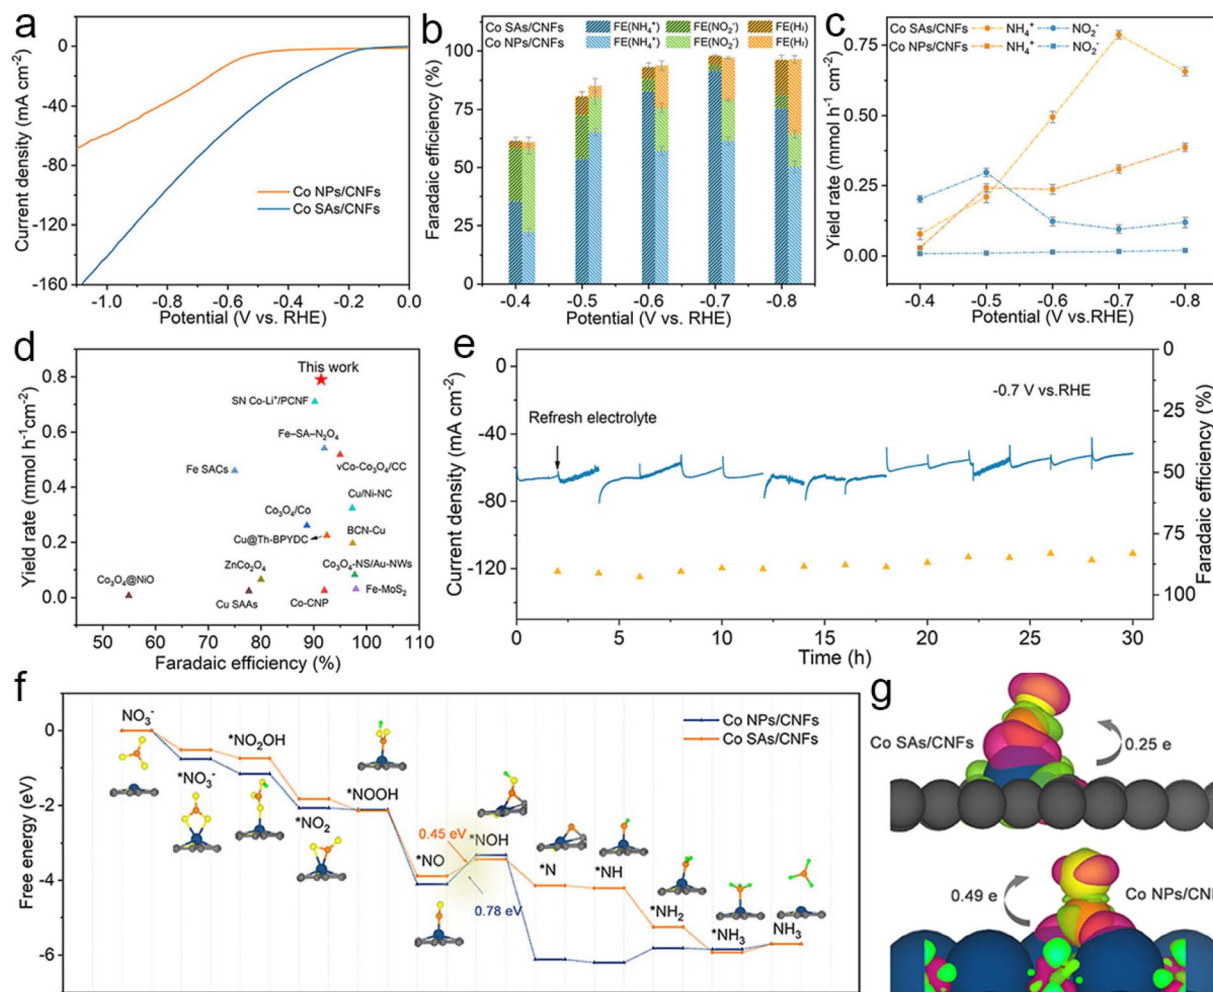 a
Current density (mA cm⁻²)
0
-40
-80
-120
-160
Co NPs/CNFs
Co SAs/CNFs
-1.0
-0.8
-0.6
-0.4
-0.2
0.0
Potential (V vs. RHE)
b
Co SAs/CNFs FE(NH₄⁺) FE(NO₂⁻) FE(H₂)
Co NPs/CNFs FE(NH₄⁺) FE(NO₂⁻) FE(H₂)
Faradaic efficiency (%)
100
75
50
25
0
-0.4
-0.5
-0.6
-0.7
-0.8
Potential (V vs. RHE)
c
Co SAs/CNFs NH₄⁺ NO₂⁻
Co NPs/CNFs NH₄⁺ NO₂⁻
Yield rate (mmol h⁻¹ cm⁻²)
0.75
0.50
0.25
0.00
-0.4
-0.5
-0.6
-0.7
-0.8
Potential (V vs.RHE)
d
Yield rate (mmol h⁻¹cm⁻²)
0.8
0.6
0.4
0.2
0.0
This work
SN Co-Li⁺/PCNF
Fe–SA–N₂O₄
Fe SACs
vCo-Co₃O₄/CC
Cu/Ni-NC
Co₃O₄/Co
Cu@Th-BPYDC
BCN-Cu
Co₃O₄@NiO
ZnCo₂O₄
Co₃O₄-NS/Au-NWs
Cu SAAs
Co-CNP
Fe-MoS₂
50
60
70
80
90
100
110
Faradaic efficiency (%)
e
Current density (mA cm⁻²)
0
-40
-80
-120
Refresh electrolyte
-0.7 V vs.RHE
0
25
50
75
100
Faradaic efficiency (%)
0
5
10
15
20
25
30
Time (h)
f
Free energy (eV)
0
-2
-4
-6
Co NPs/CNFs
Co SAs/CNFs
NO₃⁻
*NO₃⁻
*NO₂OH
*NO₂
*NOOH
*NO
0.45 eV
0.78 eV
*NOH
*N
*NH
*NH₂
*NH₃
NH₃
g
Co SAs/CNFs
0.25 e
0.49 e
Co NPs/CNF